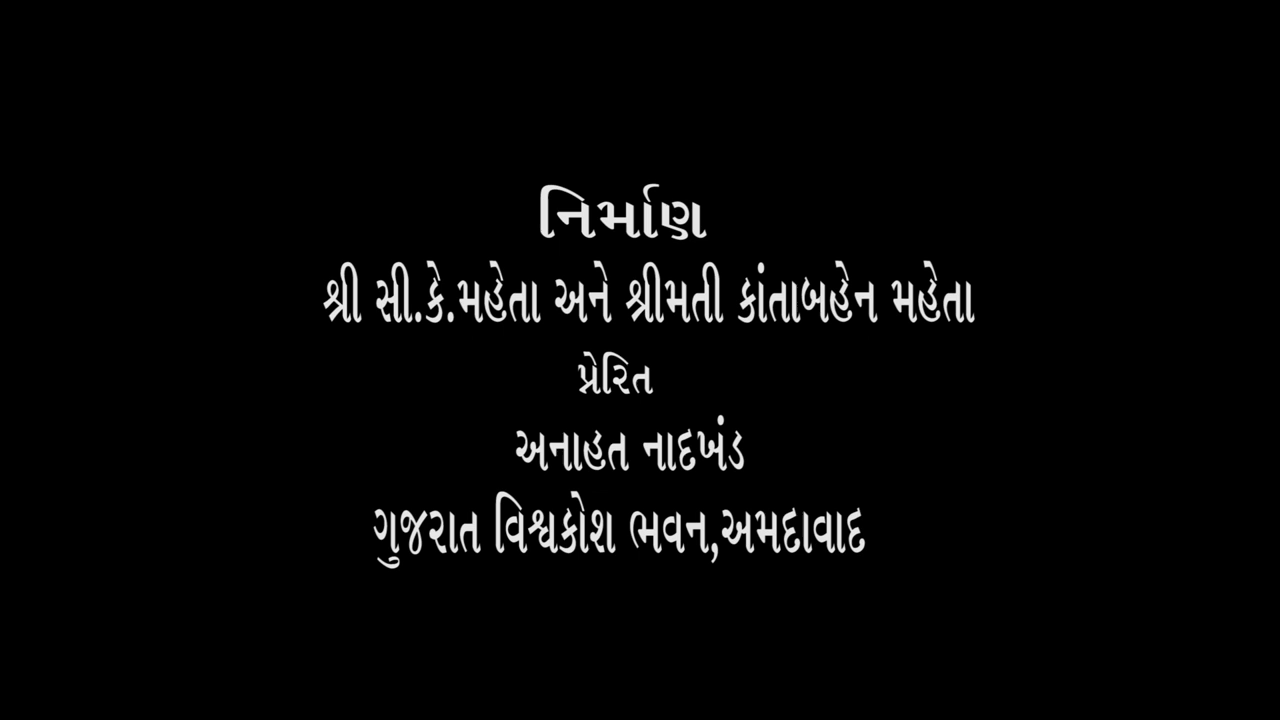 નિર્માણ
શ્રી સી.કે.મહેતા અને શ્રીમતી કાંતાબહેન મહેતા
પ્રેરિત
અનાહત નાદખંડ
ગુજરાત વિશ્વકોશ ભવન,અમદાવાદ